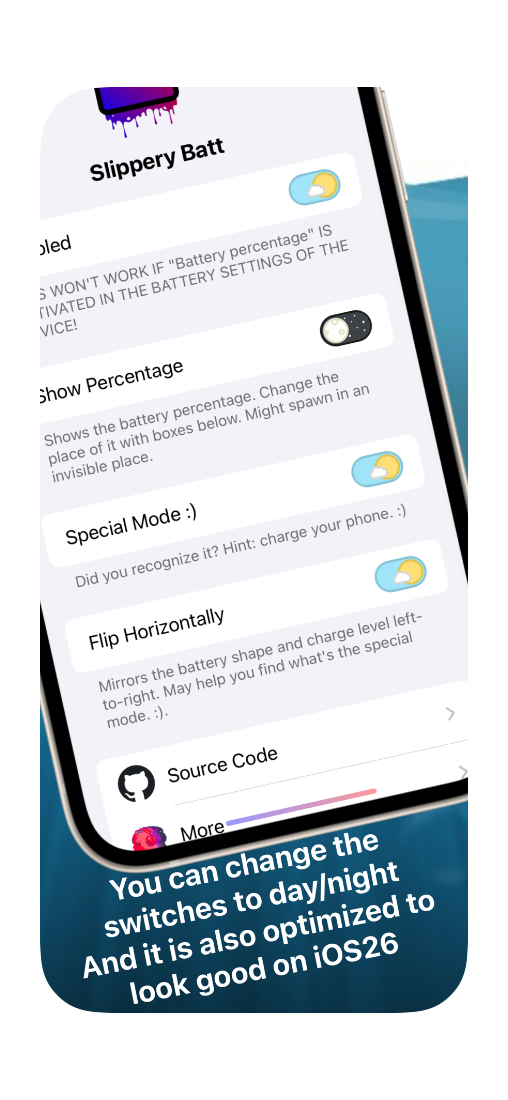 Slippery Batt
bled
S WON'T WORK IF "Battery percentage" IS
TIVATED IN THE BATTERY SETTINGS OF THE
VICE!
Show Percentage
Shows the battery percentage. Change the
place of it with boxes below. Might spawn in an
invisible place.
Special Mode :)
Did you recognize it? Hint: charge your phone. :)
Flip Horizontally
Mirrors the battery shape and charge level left-
to-right. May help you find what's the special
mode. :).
Source Code
More
You can change the
switches to day/night
And it is also optimized to
look good on iOS26